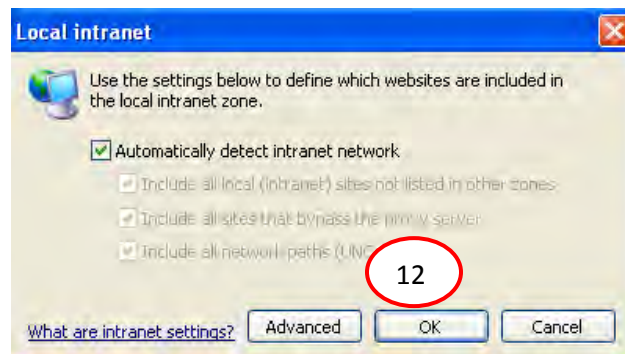 Local intranet
Use the settings below to define which websites are included in
the local intranet zone.
Automatically detect intranet network
Include all local (intranet) sites not listed in other zones
Include all sites that bypass the proxy server
Include all network paths (UNC
12
What are intranet settings? Advanced OK Cancel